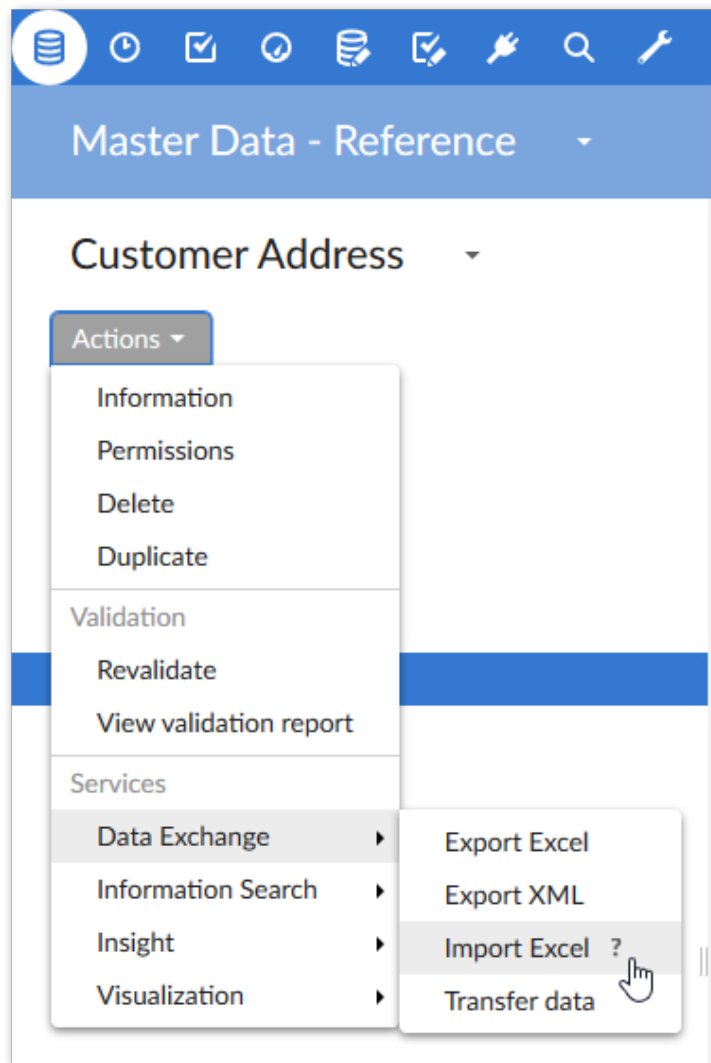 Master Data - Reference
Customer Address
Actions
Information
Permissions
Delete
Duplicate
Validation
Revalidate
View validation report
Services
Data Exchange
Information Search
Insight
Visualization
Export Excel
Export XML
Import Excel ?
Transfer data